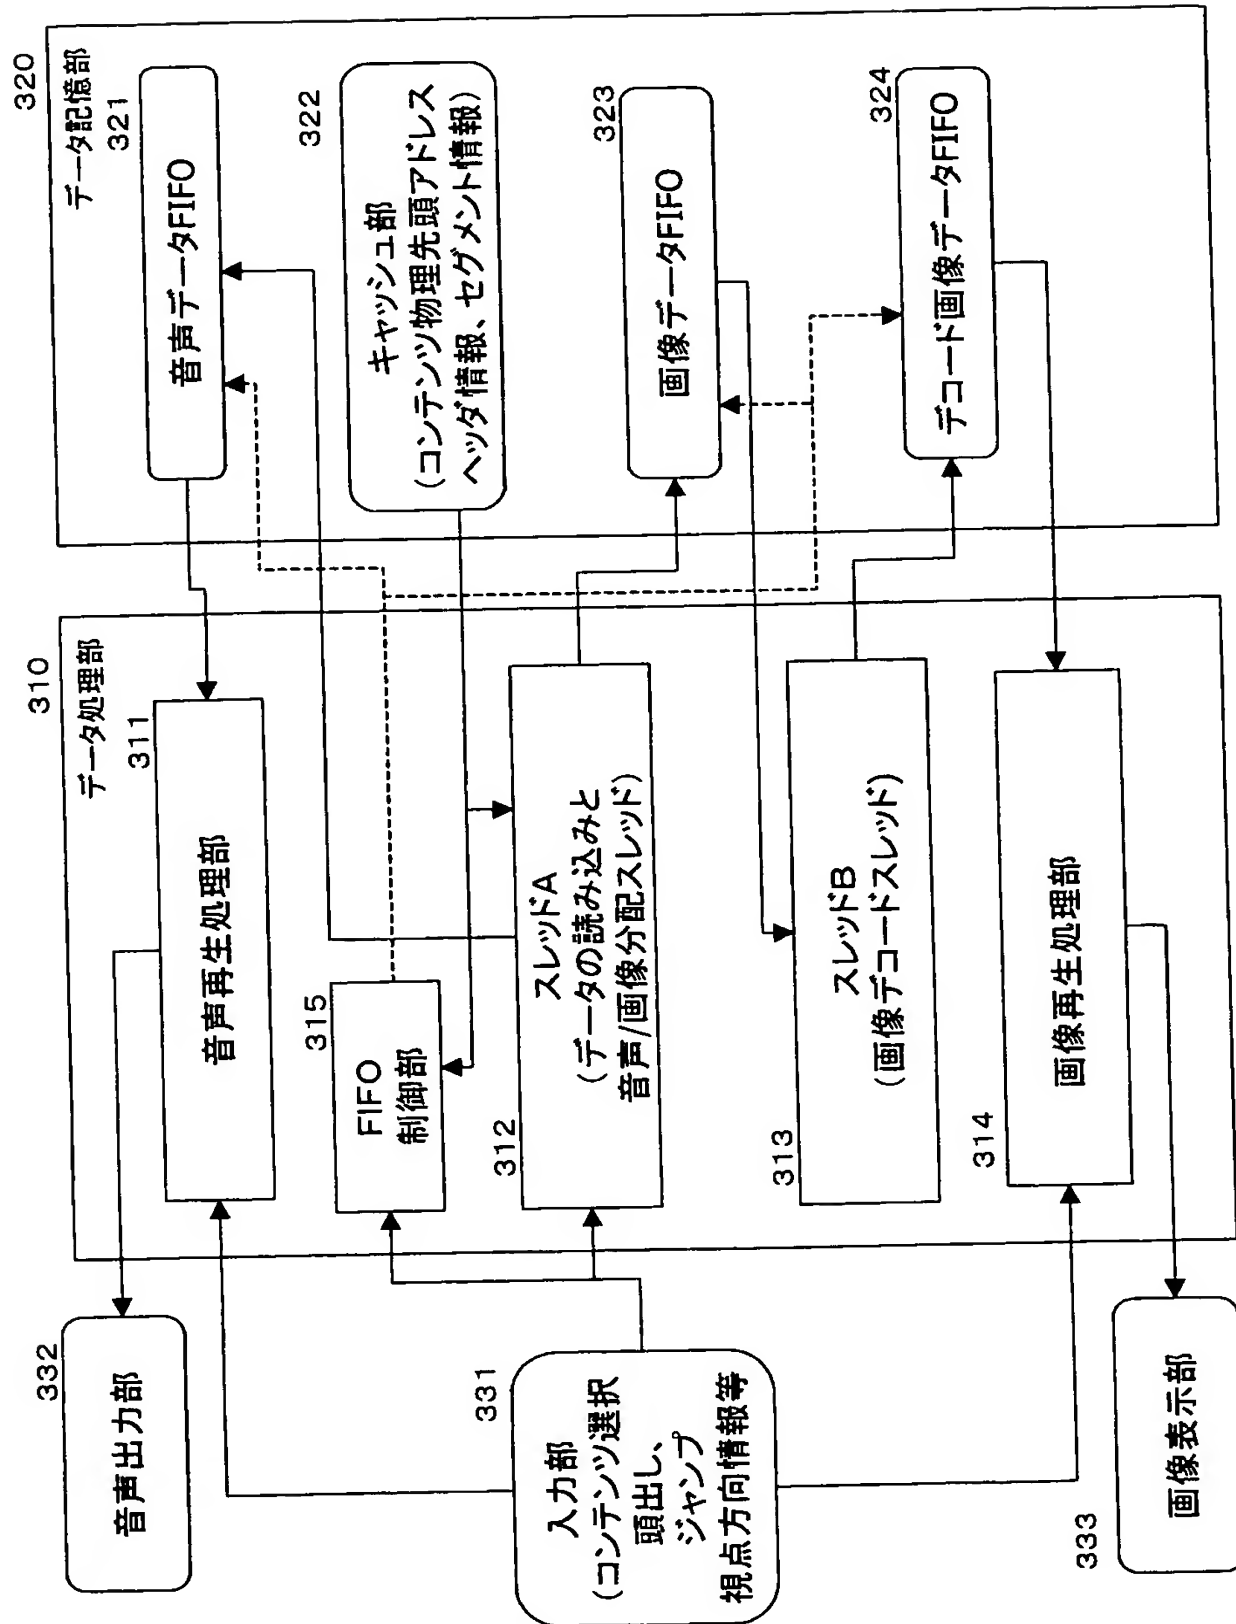 320
データ記憶部
321
音声データFIFO
322
キャッシュ部
(コンテンツ物理先頭アドレス
ヘッダ情報、セグメント情報)
323
画像データFIFO
324
デコード画像データFIFO
310
データ処理部
311
音声再生処理部
315
FIFO
制御部
312
スレッドA
(データの読み込みと
音声/画像分配スレッド)
313
スレッドB
(画像デコードスレッド)
314
画像再生処理部
332
音声出力部
331
入力部
(コンテンツ選択
頭出し、
ジャンプ
視点方向情報等
333
画像表示部